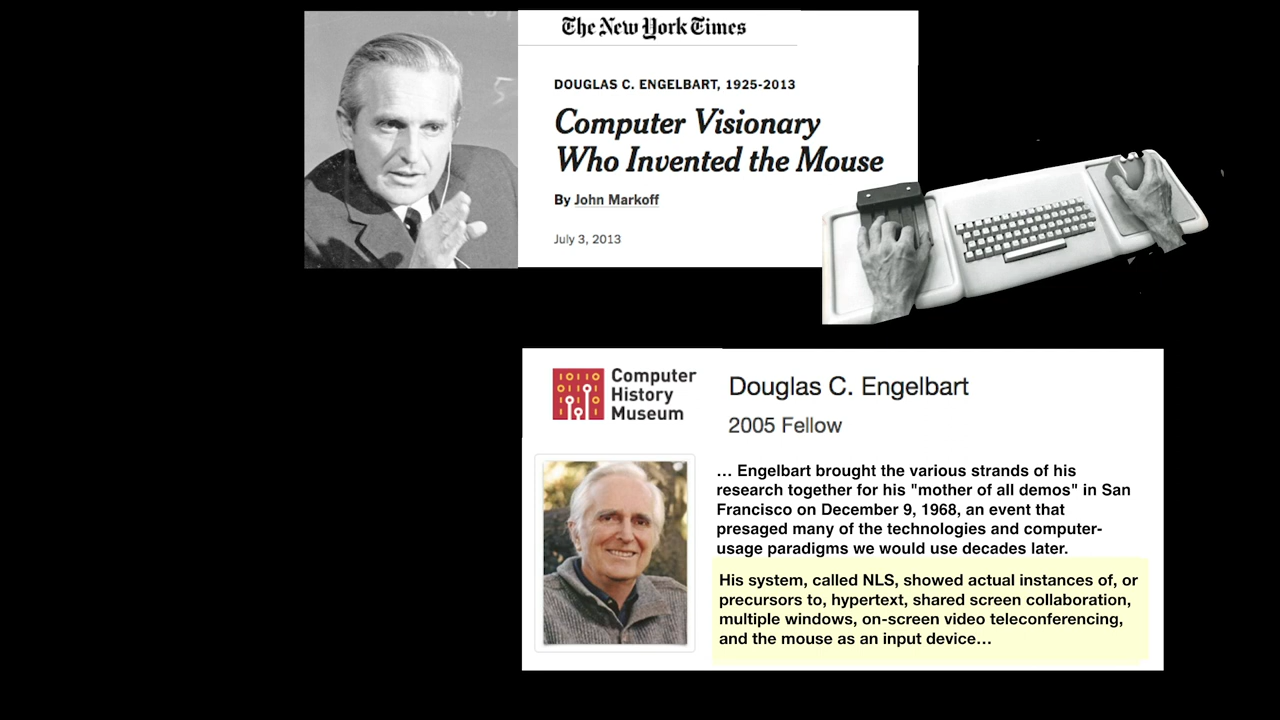 The New York Times
DOUGLAS C. ENGELBART, 1925-2013
Computer Visionary
Who Invented the Mouse
By John Markoff
July 3, 2013
Computer
History
Museum
Douglas C. Engelbart
2005 Fellow
… Engelbart brought the various strands of his
research together for his "mother of all demos" in San
Francisco on December 9, 1968, an event that
presaged many of the technologies and computer-
usage paradigms we would use decades later.
His system, called NLS, showed actual instances of, or
precursors to, hypertext, shared screen collaboration,
multiple windows, on-screen video teleconferencing,
and the mouse as an input device…